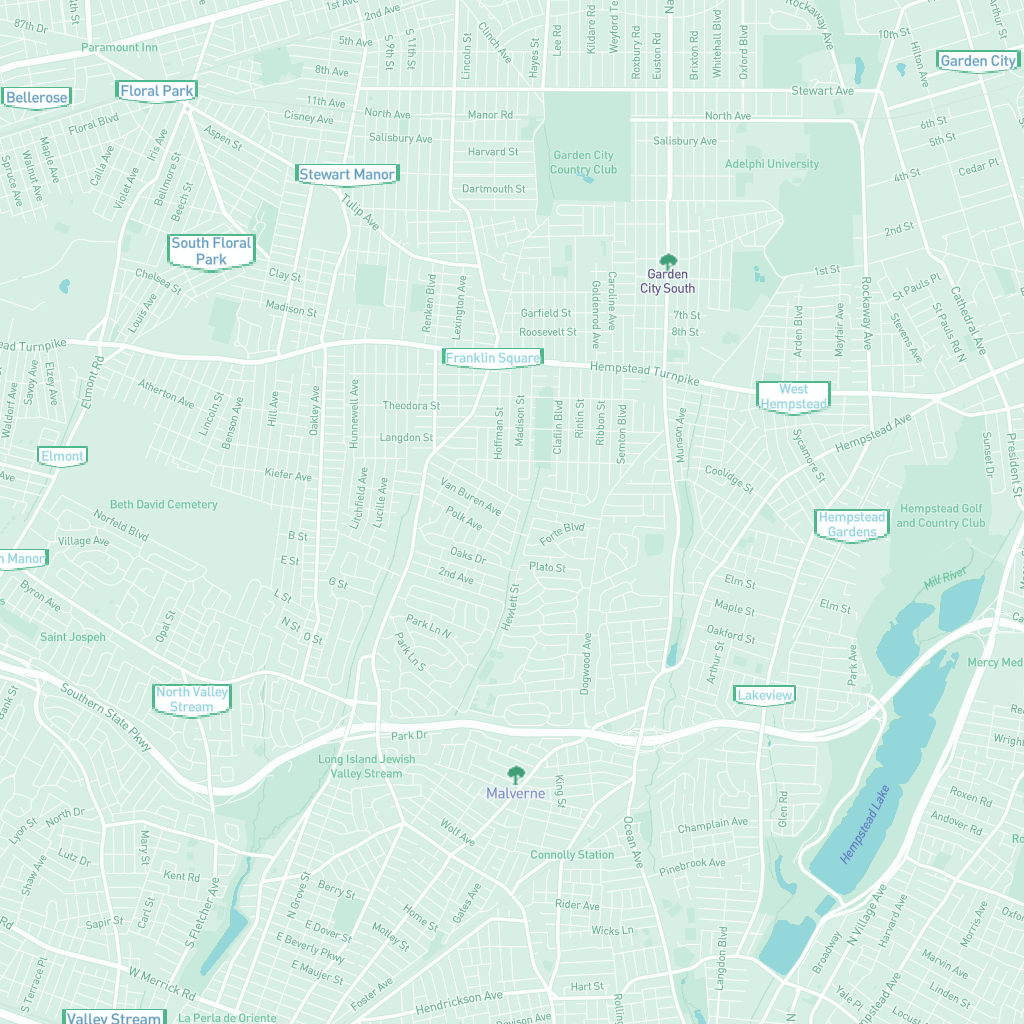 87th Dr
Paramount Inn
1st Ave
2nd Ave
5th Ave
S 9th St
S 11th St
8th Ave
Lincoln St
Clinch Ave
Hayes St
Lee Rd
Kildare Rd
Weyford Te
Roxbury Rd
Euston Rd
Na
Brixton Rd
Whitehall Blvd
Oxford Blvd
Rockaway Ave
10th St
Hilton Ave
Arthur St
Garden City
Bellerose
Floral Park
Floral Blvd
11th Ave
Cisney Ave
North Ave
Salisbury Ave
Manor Rd
Harvard St
Dartmouth St
Stewart Ave
North Ave
Salisbury Ave
Adelphi University
Garden City
Country Club
6th St
5th St
4th St
Cedar Pl
2nd St
1st St
Spruce Ave
Walnut Ave
Maple Ave
Calla Ave
Violet Ave
Iris Ave
Bellmore St
Beech St
Aspen St
Stewart Manor
Tulip Ave
South Floral
Park
Clay St
Madison St
Chelsea St
Louis Ave
Renken Blvd
Lexington Ave
Garden
City South
Goldenrod Ave
Caroline Ave
Garfield St
Roosevelt St
7th St
8th St
Arden Blvd
Mayfair Ave
Rockaway Ave
St Pauls Pl
Stevens Ave
St Pauls Rd N
Cathedral Ave
ead Turnpike
Elmont Rd
Franklin Square
Hempstead Turnpike
West
Hempstead
Hempstead Ave
Waldorf Ave
Savoy Ave
Elzey Ave
Atherton Ave
Lincoln St
Benson Ave
Hill Ave
Oakley Ave
Hunnewell Ave
Theodora St
Langdon St
Hoffman St
Madison St
Claflin Blvd
Rintin St
Ribbon St
Semton Blvd
Munson Ave
Coolidge St
Sycamore St
Sunset Dr
President St
Elmont
Kiefer Ave
Litchfield Ave
Lucille Ave
Beth David Cemetery
Norfeld Blvd
Village Ave
n Manor
Byron Ave
Van Buren Ave
Polk Ave
Oaks Dr
2nd Ave
Forte Blvd
Plato St
Hewlett St
Hempstead
Gardens
Hempstead Golf
and Country Club
Mill River
B St
E St
G St
L St
N St
O St
Opal St
Saint Jospeh
Park Ln N
Park Ln S
Dogwood Ave
Elm St
Maple St
Oakford St
Arthur St
Elm St
Park Ave
Mercy Med
Bank St
Southern State Pkwy
North Valley
Stream
Park Dr
Long Island Jewish
Valley Stream
Malverne
King St
Lakeview
Glen Rd
Hempstead Lake
Wright
Roxen Rd
Andover Rd
Lyon St
North Dr
Lutz Dr
Shaw Ave
Mary St
Kent Rd
Carl St
Sapir St
S Fletcher Ave
N Grove St
Wolf Ave
Berry St
Home St
Gates Ave
Connolly Station
Ocean Ave
Champlain Ave
Pinebrook Ave
Rider Ave
Wicks Ln
E Dover St
E Beverly Pkwy
E Maujer St
Motley St
Foster Ave
Hendrickson Ave
Hart St
Langdon Blvd
Broadway
N Village Ave
Harvard Ave
Morris Ave
Marvin Ave
Linden St
Yale Pl
S Terrace Pl
W Merrick Rd
Valley Stream
La Perla de Oriente